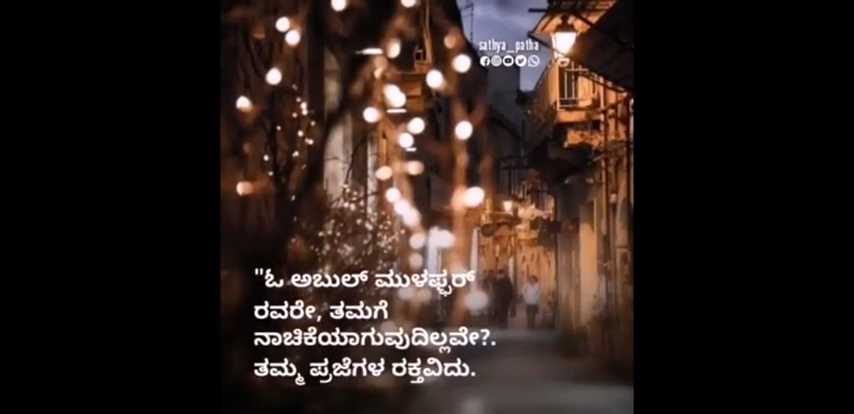 sathya_patha
"ಓ ಅಬುಲ್ ಮುಳಫ್ಫರ್
ರವರೇ, ತಮಗೆ
ನಾಚಿಕೆಯಾಗುವುದಿಲ್ಲವೇ?.
ತಮ್ಮ ಪ್ರಜೆಗಳ ರಕ್ತವಿದು.